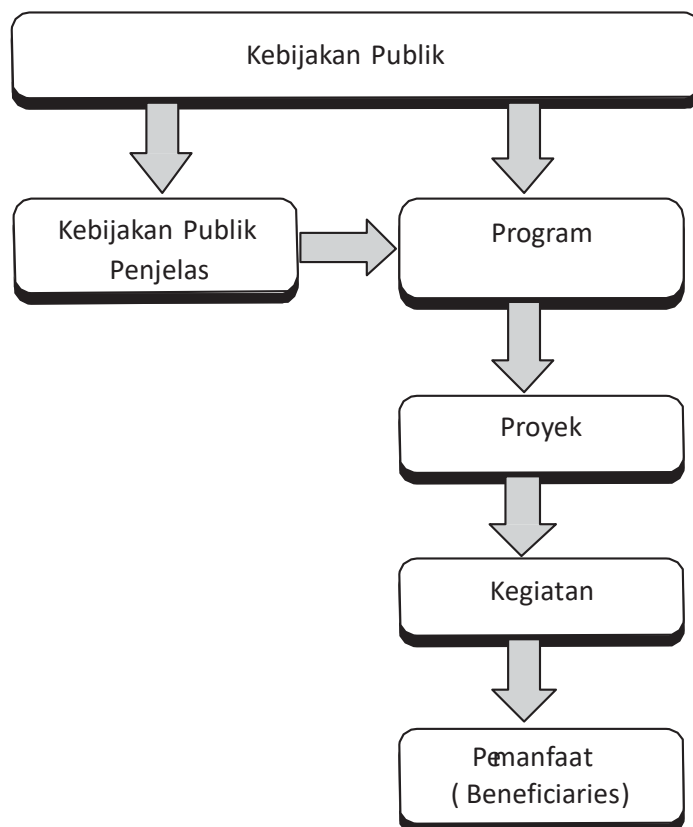 Kebijakan Publik
Kebijakan Publik
Penjelas
Program
Proyek
Kegiatan
Pemanfaat
( Beneficiaries)